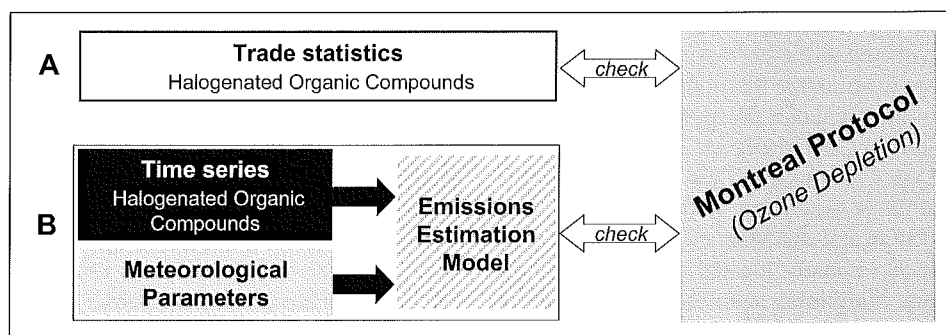 A
Trade statistics
Halogenated Organic Compounds
check
B
Time series
Halogenated Organic
Compounds
Meteorological
Parameters
Emissions
Estimation
Model
check
Montreal Protocol
(Ozone Depletion)